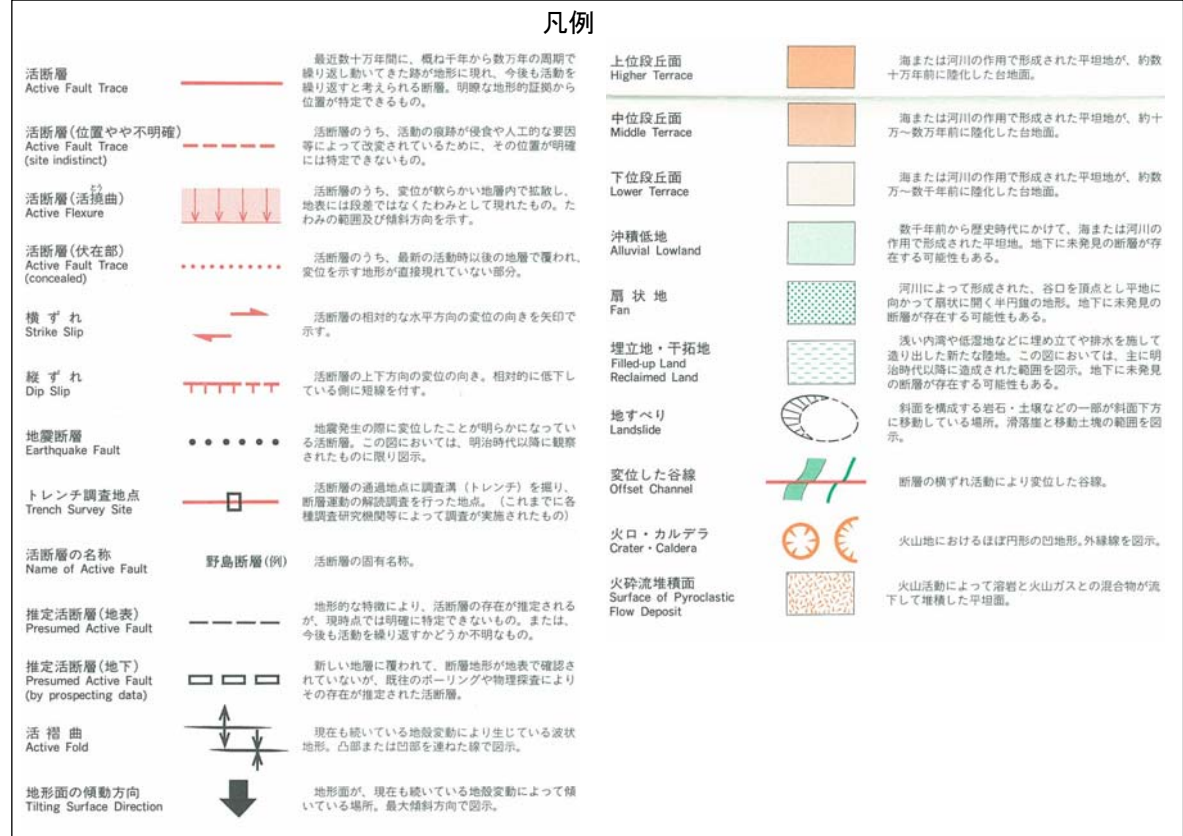 凡例
活断層
Active Fault Trace
最近数十万年間に、概ね千年から数万年の周期で
繰り返し動いてきた跡が地形に現れ、今後も活動を
繰り返すと考えられる断層。明瞭な地形的証拠から
位置が特定できるもの。
活断層(位置やや不明確)
Active Fault Trace
(site indistinct)
活断層のうち、活動の痕跡が侵食や人工的な要因
等によって改変されているために、その位置が明確
には特定できないもの。
とう
活断層(活撓曲)
Active Flexure
活断層のうち、変位が軟らかい地層内で拡散し、
地表には段差ではなくたわみとして現れたもの。た
わみの範囲及び傾斜方向を示す。
活断層(伏在部)
Active Fault Trace
(concealed)
活断層のうち、最新の活動時以後の地層で覆われ、
変位を示す地形が直接現れていない部分。
横ずれ
Strike Slip
活断層の相対的な水平方向の変位の向きを矢印で
示す。
縦ずれ
Dip Slip
活断層の上下方向の変位の向き。相対的に低下して
いる側に短線を付す。
地震断層
Earthquake Fault
地震発生の際に変位したことが明らかになってい
る活断層。この図においては、明治時代以降に観察
されたものに限り図示。
トレンチ調査地点
Trench Survey Site
活断層の通過地点に調査溝(トレンチ)を掘り、
断層運動の解読調査を行った地点。(これまでに各
種調査研究機関等によって調査が実施されたもの)
活断層の名称
Name of Active Fault
野島断層(例)
活断層の固有名称。
推定活断層(地表)
Presumed Active Fault
地形的な特徴により、活断層の存在が推定される
が、現時点では明確に特定できないもの。または、
今後も活動を繰り返すかどうか不明なもの。
推定活断層(地下)
Presumed Active Fault
(by prospecting data)
新しい地層に覆われて、断層地形が地表で確認さ
れていないが、既往のボーリングや物理探査により
その存在が推定された活断層。
活褶曲
Active Fold
現在も続いている地殻変動により生じている波状
地形。凸部または凹部を連ねた線で図示。
地形面の傾動方向
Tilting Surface Direction
地形面が、現在も続いている地殻変動によって傾
いている場所。最大傾斜方向で図示。
上位段丘面
Higher Terrace
海または河川の作用で形成された平坦地が、約数
十万年前に陸化した台地面。
中位段丘面
Middle Terrace
海または河川の作用で形成された平坦地が、約十
万〜数万年前に陸化した台地面。
下位段丘面
Lower Terrace
海または河川の作用で形成された平坦地が、約数
万〜数千年前に陸化した台地面。
沖積低地
Alluvial Lowland
数千年前から歴史時代にかけて、海または河川の
作用で形成された平坦地。地下に未発見の断層が存
在する可能性もある。
扇状地
Fan
河川によって形成された、谷口を頂点とし平地に
向かって扇状に開く半円錐の地形。地下に未発見の
断層が存在する可能性もある。
埋立地・干拓地
Filled-up Land
Reclaimed Land
浅い内湾や低湿地などに埋め立てや排水を施して
造り出した新たな陸地。この図においては、主に明
治時代以降に造成された範囲を図示。地下に未発見
の断層が存在する可能性もある。
地すべり
Landslide
斜面を構成する岩石・土壌などの一部が斜面下方
に移動している場所。滑落崖と移動土塊の範囲を図
示。
変位した谷線
Offset Channel
断層の横ずれ活動により変位した谷線。
火口・カルデラ
Crater・Caldera
火山地におけるほぼ円形の凹地形。外縁線を図示。
火砕流堆積面
Surface of Pyroclastic
Flow Deposit
火山活動によって溶岩と火山ガスとの混合物が流
下して堆積した平坦面。